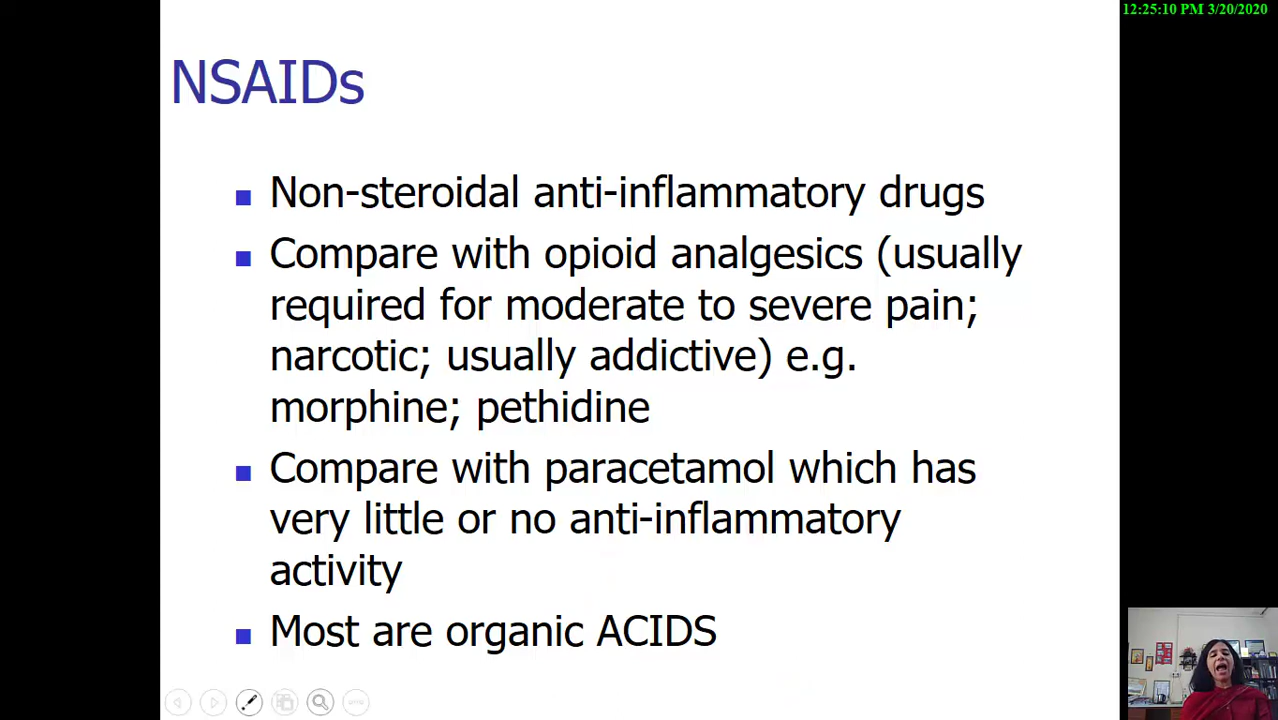 12:25:10 PM 3/20/2020
NSAIDs
Non-steroidal anti-inflammatory drugs
Compare with opioid analgesics (usually
required for moderate to severe pain;
narcotic; usually addictive) e.g.
morphine; pethidine
Compare with paracetamol which has
very little or no anti-inflammatory
activity
Most are organic ACIDS